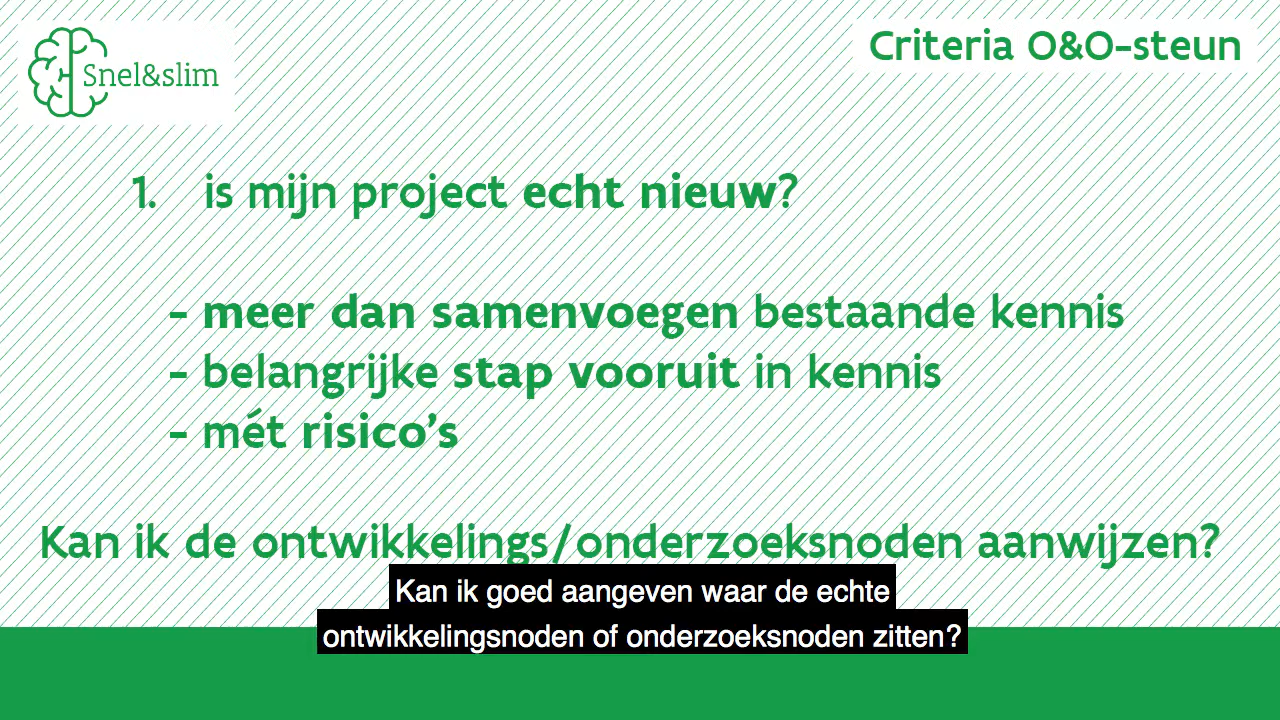 Snel&slim
Criteria O&O-steun
1. is mijn project echt nieuw?
- meer dan samenvoegen bestaande kennis
- belangrijke stap vooruit in kennis
- mét risico's
Kan ik de ontwikkelings/onderzoeksnoden aanwijzen?
Kan ik goed aangeven waar de echte
ontwikkelingsnoden of onderzoeksnoden zitten?